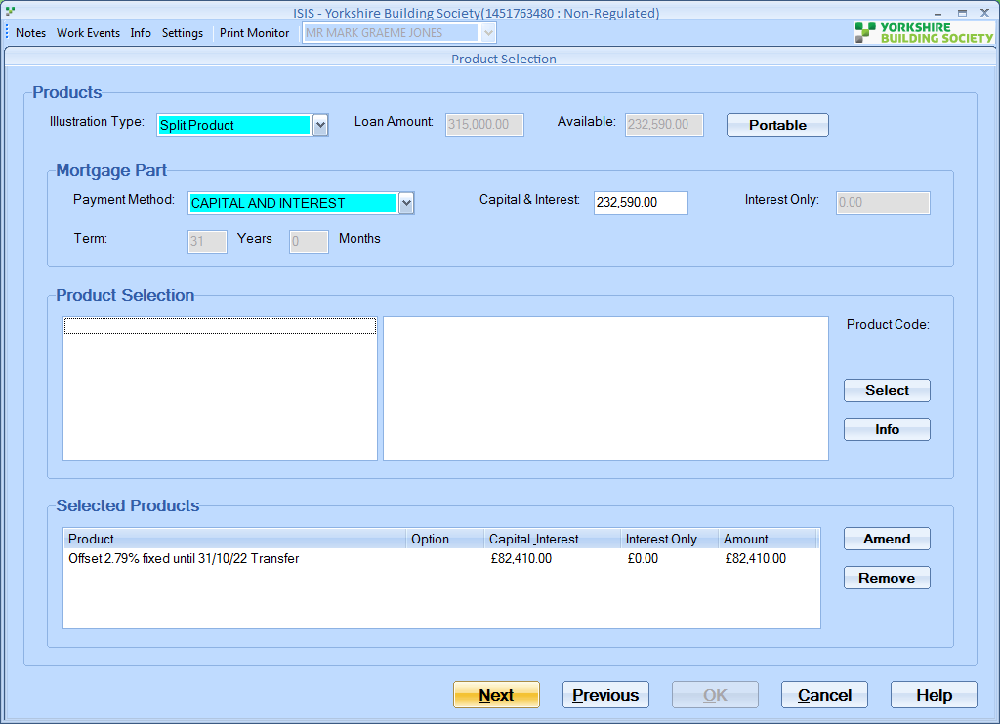 ISIS - Yorkshire Building Society(1451763480 : Non-Regulated)
Notes Work Events Info Settings Print Monitor MR MARK GRAEME JONES
YORKSHIRE
BUILDING SOCIETY
Product Selection
Products
Illustration Type: Split Product Loan Amount: 315,000.00 Available: 232,590.00 Portable
Mortgage Part
Payment Method: CAPITAL AND INTEREST Capital & Interest: 232,590.00 Interest Only: 0.00
Term: 31 Years 0 Months
Product Selection
Product Code:
Select
Info
Selected Products
Product Option Capital_Interest Interest Only Amount
Offset 2.79% fixed until 31/10/22 Transfer £82,410.00 £0.00 £82,410.00
Amend
Remove
Next Previous OK Cancel Help